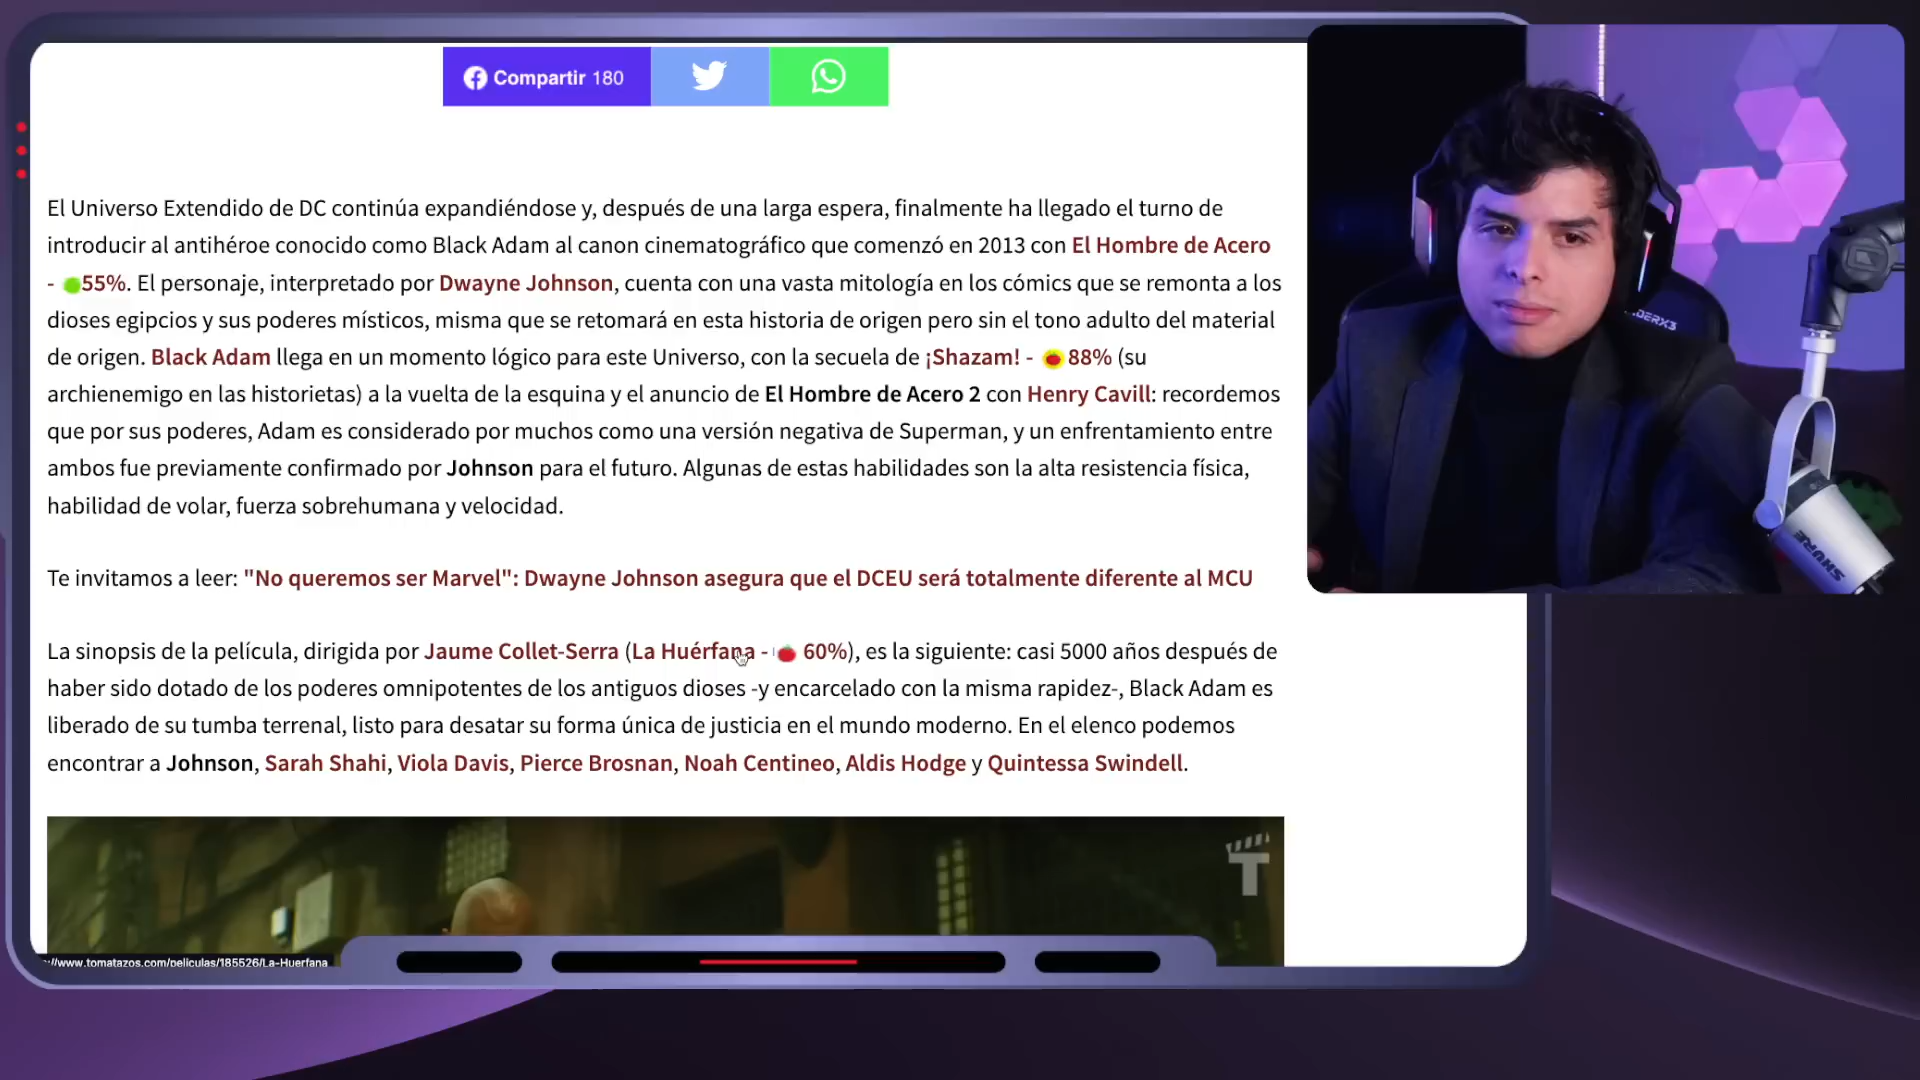 Compartir 180
El Universo Extendido de DC continúa expandiéndose y, después de una larga espera, finalmente ha llegado el turno de
introducir al antihéroe conocido como Black Adam al canon cinematográfico que comenzó en 2013 con El Hombre de Acero
- 55%. El personaje, interpretado por Dwayne Johnson, cuenta con una vasta mitología en los cómics que se remonta a los
dioses egipcios y sus poderes místicos, misma que se retomará en esta historia de origen pero sin el tono adulto del material
de origen. Black Adam llega en un momento lógico para este Universo, con la secuela de ¡Shazam! - 88% (su
archienemigo en las historietas) a la vuelta de la esquina y el anuncio de El Hombre de Acero 2 con Henry Cavill: recordemos
que por sus poderes, Adam es considerado por muchos como una versión negativa de Superman, y un enfrentamiento entre
ambos fue previamente confirmado por Johnson para el futuro. Algunas de estas habilidades son la alta resistencia física,
habilidad de volar, fuerza sobrehumana y velocidad.
Te invitamos a leer: "No queremos ser Marvel": Dwayne Johnson asegura que el DCEU será totalmente diferente al MCU
La sinopsis de la película, dirigida por Jaume Collet-Serra (La Huérfana - 60%), es la siguiente: casi 5000 años después de
haber sido dotado de los poderes omnipotentes de los antiguos dioses -y encarcelado con la misma rapidez-, Black Adam es
liberado de su tumba terrenal, listo para desatar su forma única de justicia en el mundo moderno. En el elenco podemos
encontrar a Johnson, Sarah Shahi, Viola Davis, Pierce Brosnan, Noah Centineo, Aldis Hodge y Quintessa Swindell.
T
://www.tomatazos.com/peliculas/185526/La-Huerfana
SHURE